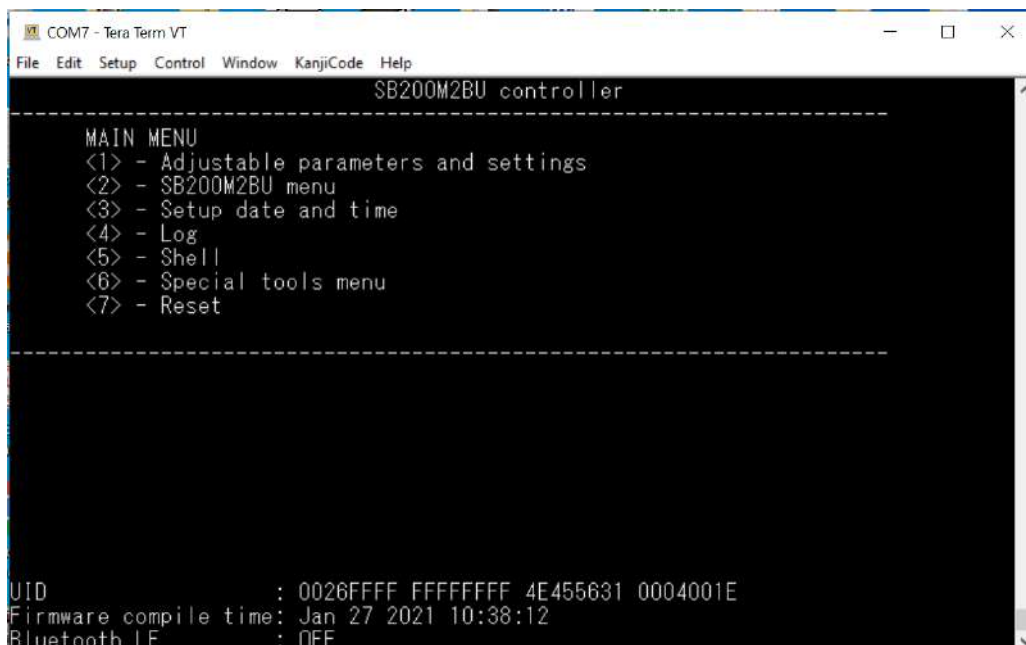 COM7 - Tera Term VT
File Edit Setup Control Window KanjiCode Help
SB200M2BU controller
--------------------------------------------------------------------
MAIN MENU
<1> - Adjustable parameters and settings
<2> - SB200M2BU menu
<3> - Setup date and time
<4> - Log
<5> - Shell
<6> - Special tools menu
<7> - Reset
--------------------------------------------------------------------
UID : 0026FFFF FFFFFFFF 4E455631 0004001E
Firmware compile time: Jan 27 2021 10:38:12
Bluetooth LE : OFF